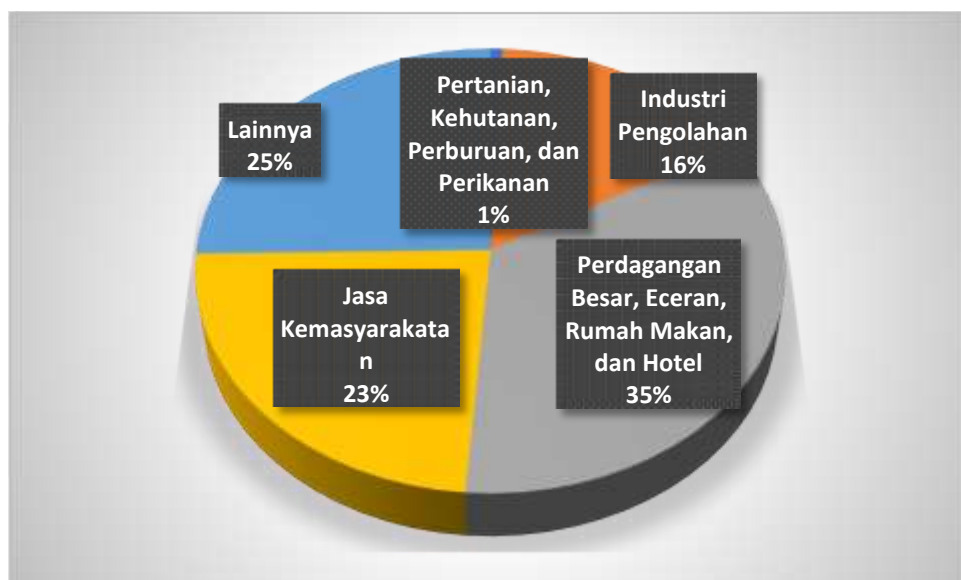 Pertanian,
Kehutanan,
Perburuan, dan
Perikanan
1%
Industri
Pengolahan
16%
Perdagangan
Besar, Eceran,
Rumah Makan,
dan Hotel
35%
Jasa
Kemasyarakata
n
23%
Lainnya
25%